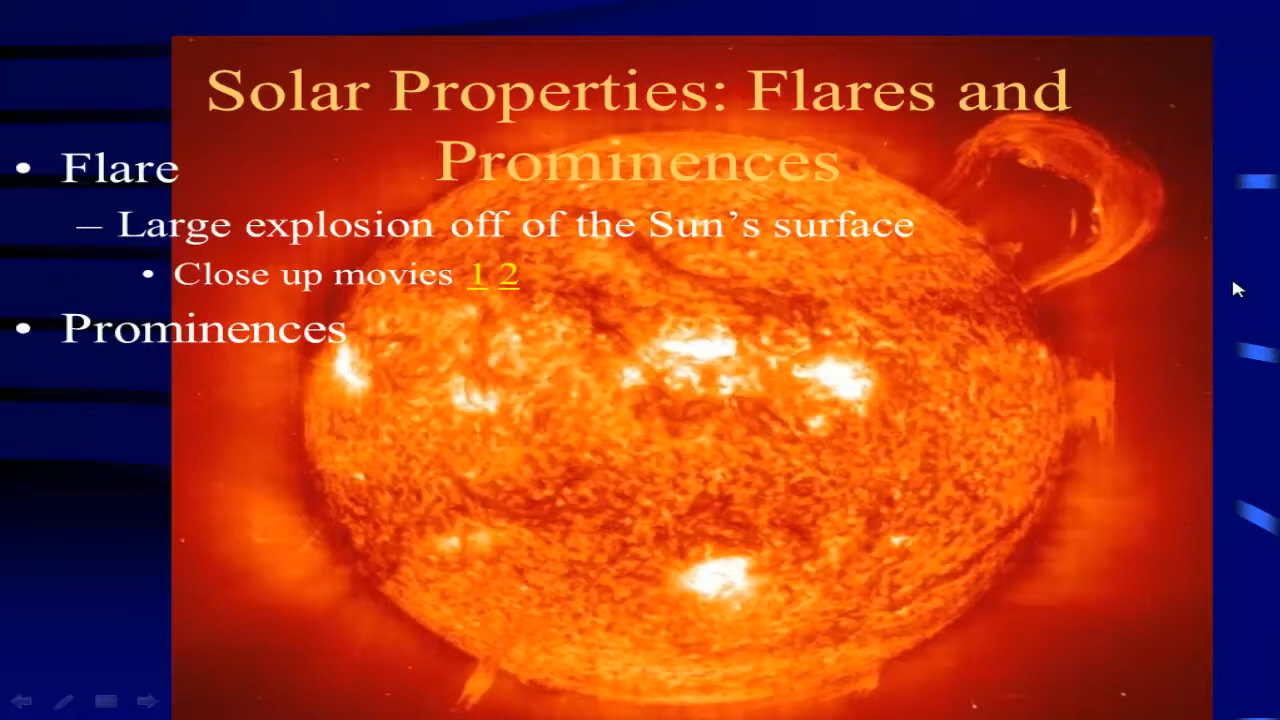 Solar Properties: Flares and
Prominences
• Flare
– Large explosion off of the Sun’s surface
• Close up movies 1 2
• Prominences